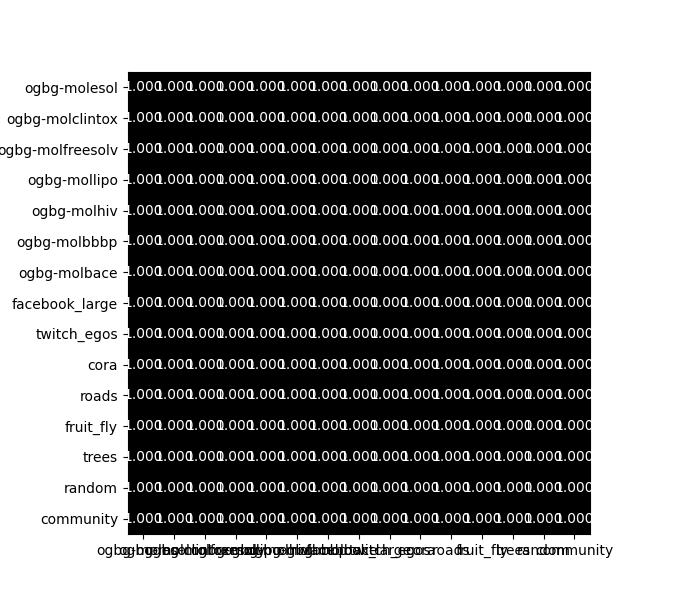 ogbg-molesol 1.000 1.000 1.000 1.000 1.000 1.000 1.000 1.000 1.000 1.000 1.000 1.000 1.000 1.000 1.000
ogbg-molclintox 1.000 1.000 1.000 1.000 1.000 1.000 1.000 1.000 1.000 1.000 1.000 1.000 1.000 1.000 1.000
ogbg-molfreesolv 1.000 1.000 1.000 1.000 1.000 1.000 1.000 1.000 1.000 1.000 1.000 1.000 1.000 1.000 1.000
ogbg-mollipo 1.000 1.000 1.000 1.000 1.000 1.000 1.000 1.000 1.000 1.000 1.000 1.000 1.000 1.000 1.000
ogbg-molhiv 1.000 1.000 1.000 1.000 1.000 1.000 1.000 1.000 1.000 1.000 1.000 1.000 1.000 1.000 1.000
ogbg-molbbbp 1.000 1.000 1.000 1.000 1.000 1.000 1.000 1.000 1.000 1.000 1.000 1.000 1.000 1.000 1.000
ogbg-molbace 1.000 1.000 1.000 1.000 1.000 1.000 1.000 1.000 1.000 1.000 1.000 1.000 1.000 1.000 1.000
facebook_large 1.000 1.000 1.000 1.000 1.000 1.000 1.000 1.000 1.000 1.000 1.000 1.000 1.000 1.000 1.000
twitch_egos 1.000 1.000 1.000 1.000 1.000 1.000 1.000 1.000 1.000 1.000 1.000 1.000 1.000 1.000 1.000
cora 1.000 1.000 1.000 1.000 1.000 1.000 1.000 1.000 1.000 1.000 1.000 1.000 1.000 1.000 1.000
roads 1.000 1.000 1.000 1.000 1.000 1.000 1.000 1.000 1.000 1.000 1.000 1.000 1.000 1.000 1.000
fruit_fly 1.000 1.000 1.000 1.000 1.000 1.000 1.000 1.000 1.000 1.000 1.000 1.000 1.000 1.000 1.000
trees 1.000 1.000 1.000 1.000 1.000 1.000 1.000 1.000 1.000 1.000 1.000 1.000 1.000 1.000 1.000
random 1.000 1.000 1.000 1.000 1.000 1.000 1.000 1.000 1.000 1.000 1.000 1.000 1.000 1.000 1.000
community 1.000 1.000 1.000 1.000 1.000 1.000 1.000 1.000 1.000 1.000 1.000 1.000 1.000 1.000 1.000
cora roads fruit_fly trees random community